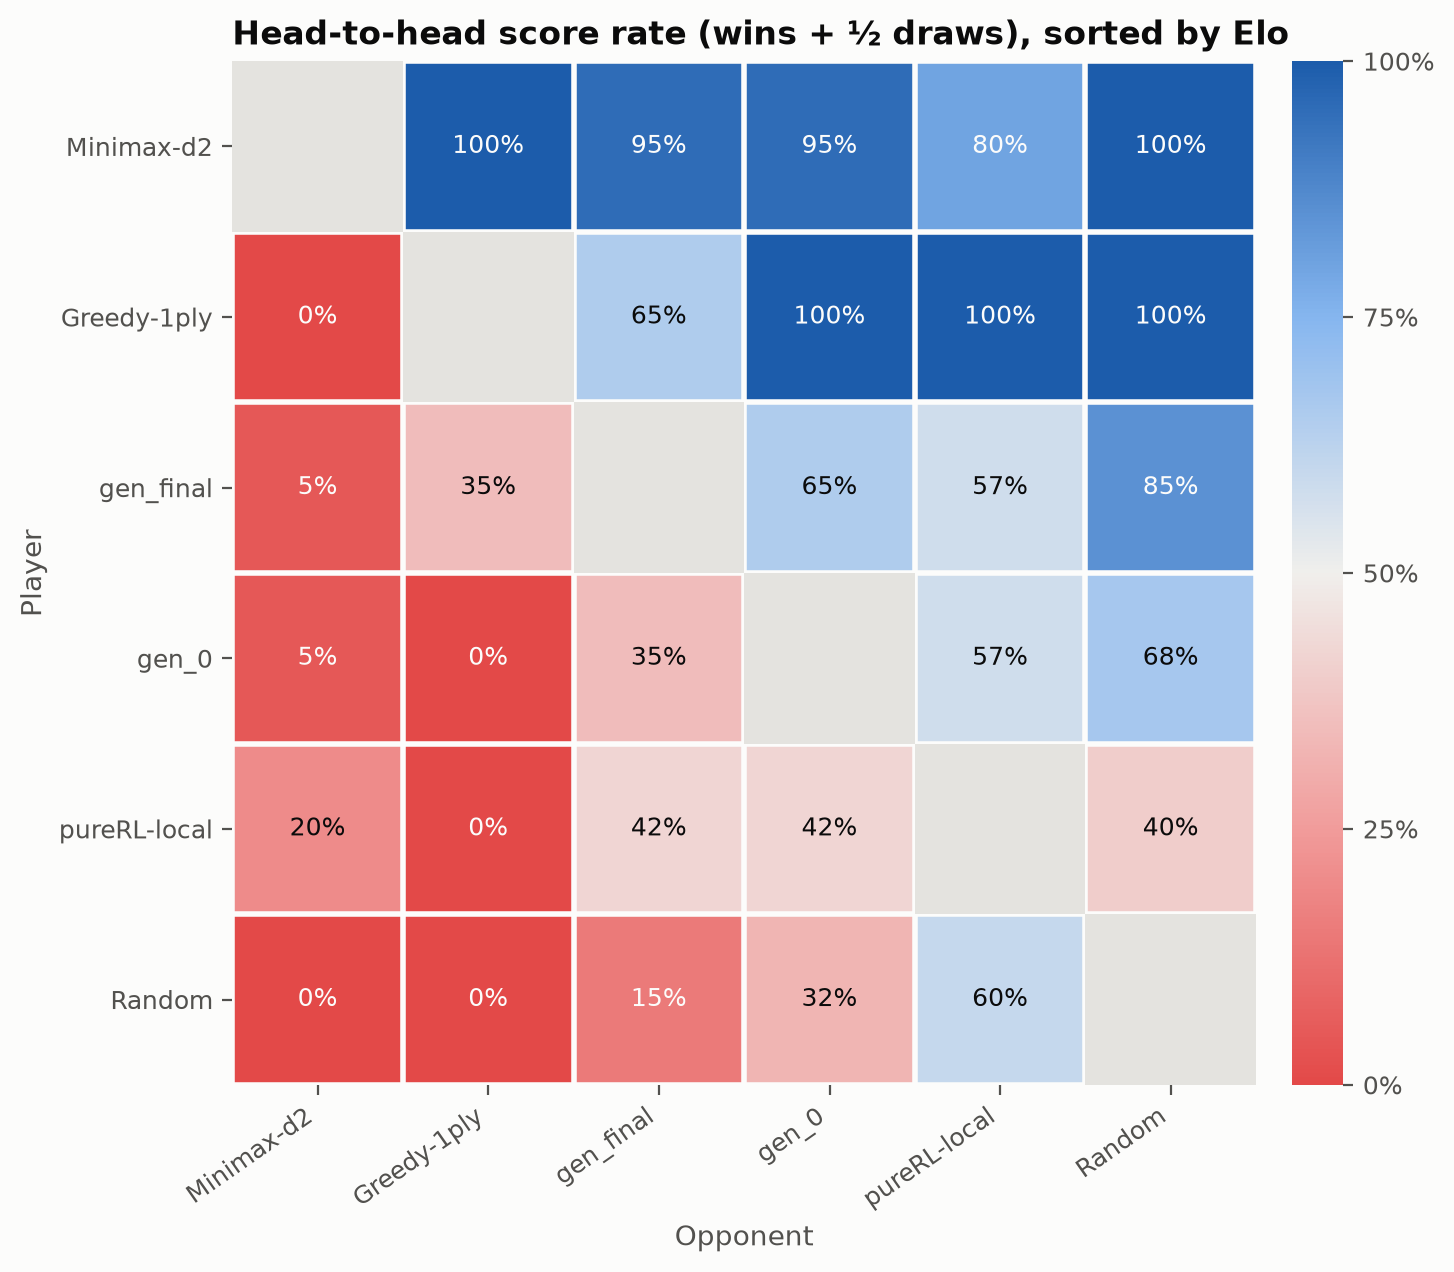 Head-to-head score rate (wins + ½ draws), sorted by Elo
100%
75%
50%
25%
0%
Player
Minimax-d2 100% 95% 95% 80% 100%
Greedy-1ply 0% 65% 100% 100% 100%
gen_final 5% 35% 65% 57% 85%
gen_0 5% 0% 35% 57% 68%
pureRL-local 20% 0% 42% 42% 40%
Random 0% 0% 15% 32% 60%
Minimax-d2 Greedy-1ply gen_final gen_0 pureRL-local Random
Opponent